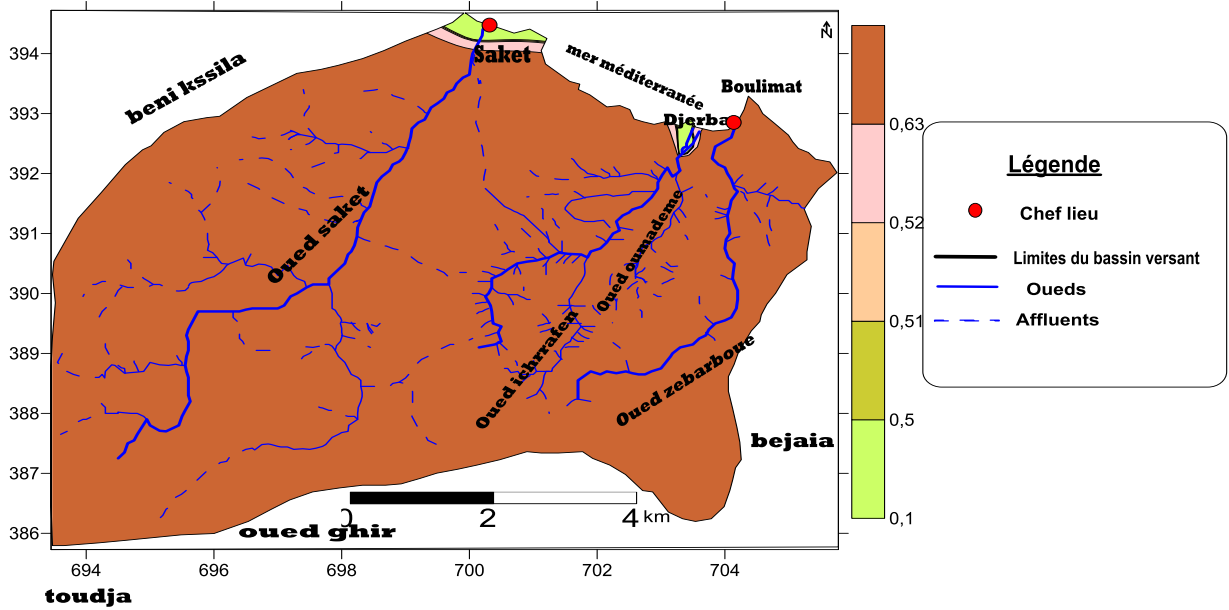 394
393
392
391
390
389
388
387
386
694
696
698
700
702
704
beni kssila
Saket
mer méditerranée
Boulimat
Djerba
N
Oued saket
Oued oumademe
Oued ichrrafen
Oued zebarboue
bejaia
0
2
4 km
oued ghir
toudja
0,63
0,52
0,51
0,5
0,1
Légende
Chef lieu
Limites du bassin versant
Oueds
Affluents